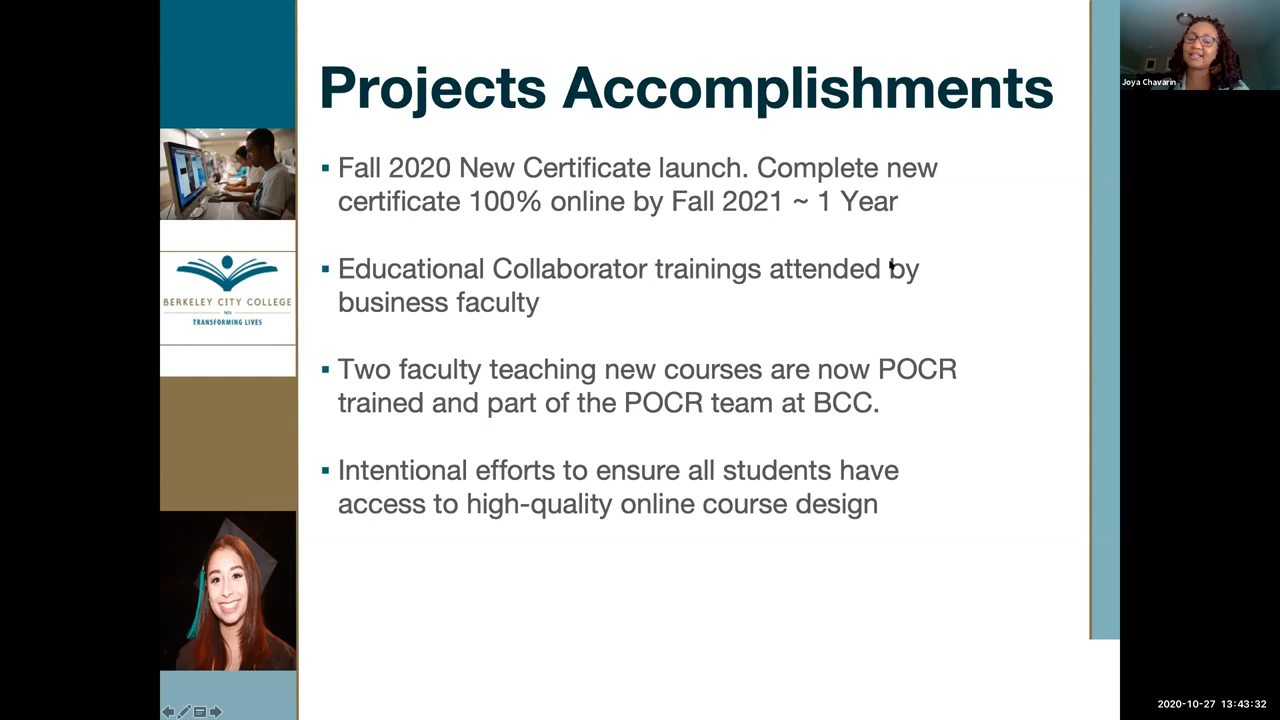 Projects Accomplishments
▪ Fall 2020 New Certificate launch. Complete new
certificate 100% online by Fall 2021 ~ 1 Year
▪ Educational Collaborator trainings attended by
business faculty
▪ Two faculty teaching new courses are now POCR
trained and part of the POCR team at BCC.
▪ Intentional efforts to ensure all students have
access to high-quality online course design
BERKELEY CITY COLLEGE
TRANSFORMING LIVES
Joya Chavarin
2020-10-27 13:43:32